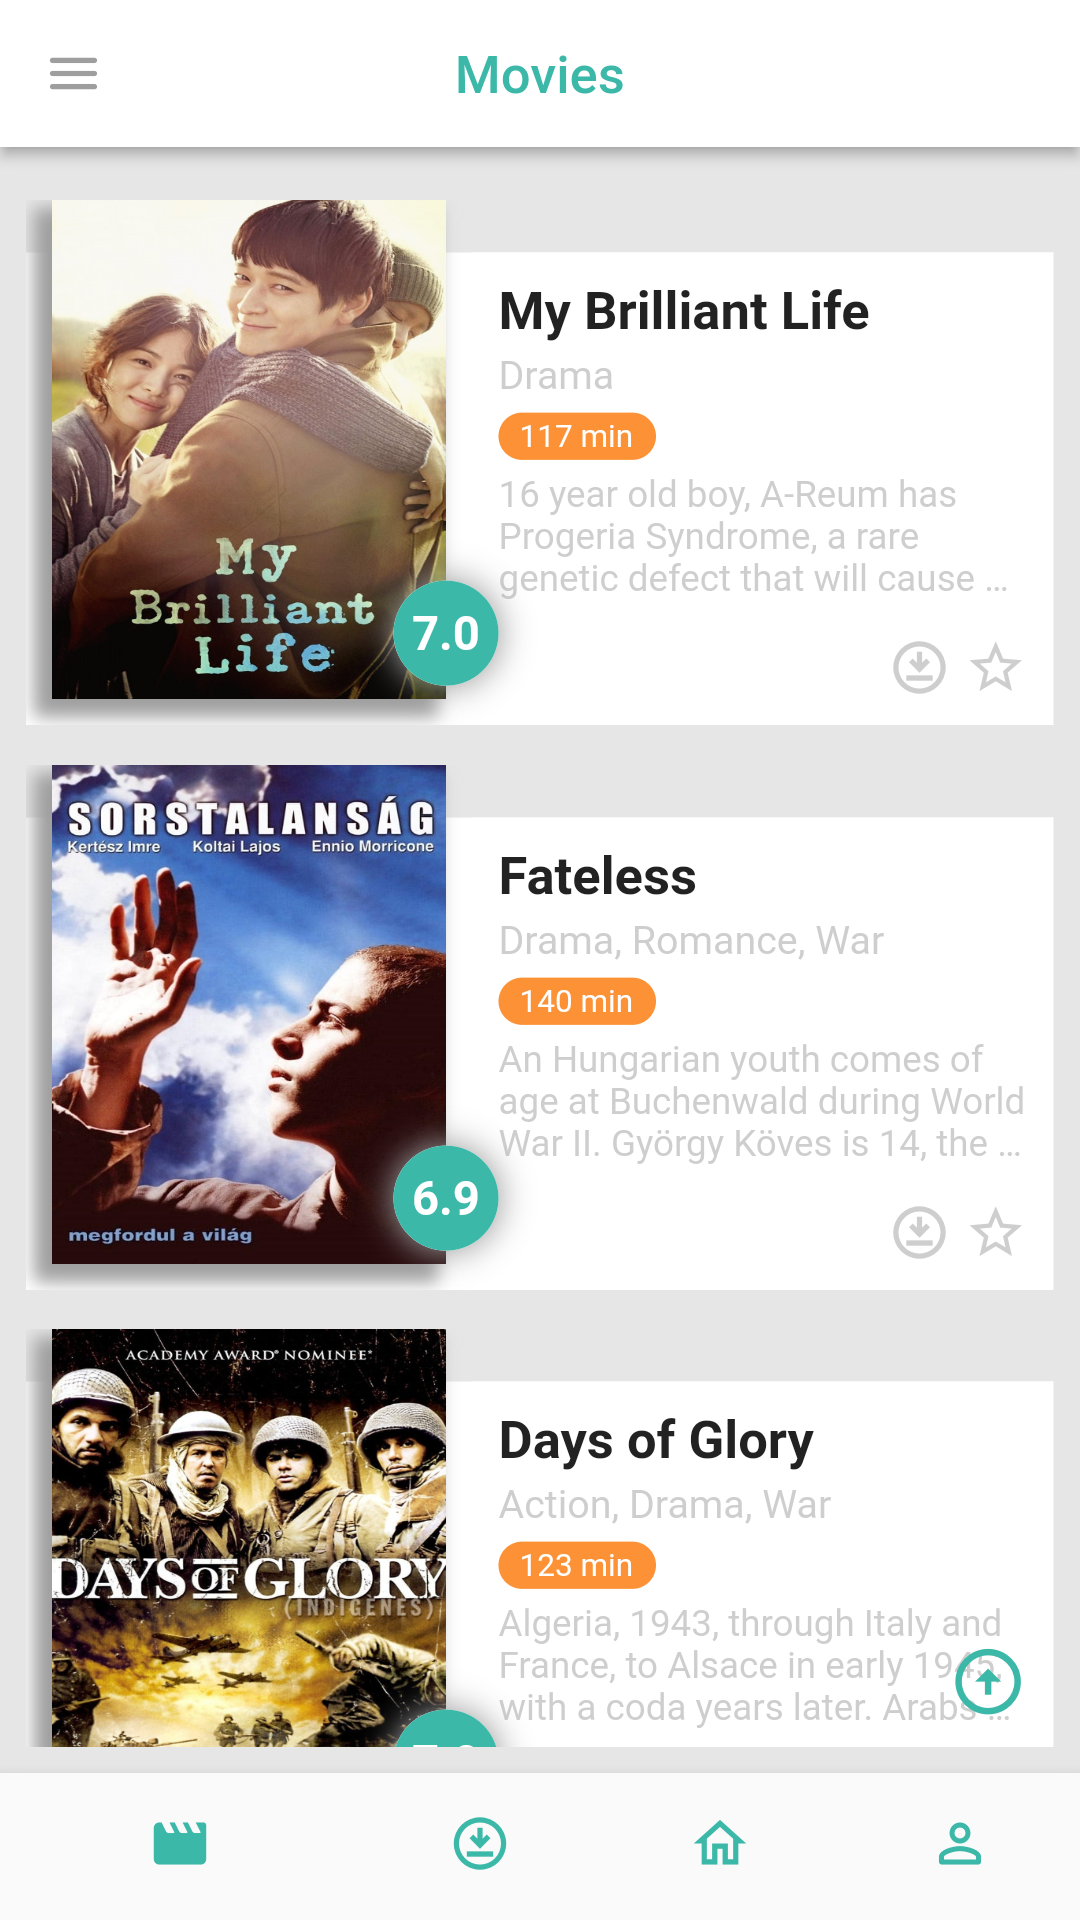 Movies
My
Brilliant
Life
7.0
My Brilliant Life
Drama
117 min
16 year old boy, A-Reum has
Progeria Syndrome, a rare
genetic defect that will cause ...
SORSTALANSÁG
Kertész Imre Koltai Lajos Ennio Morricone
megfordul a világ
6.9
Fateless
Drama, Romance, War
140 min
An Hungarian youth comes of
age at Buchenwald during World
War II. György Köves is 14, the ...
ACADEMY AWARD® NOMINEE*
DAYS OF GLORY
(INDIGÈNES)
Days of Glory
Action, Drama, War
123 min
Algeria, 1943, through Italy and
France, to Alsace in early 1945,
with a coda years later. Arabs ...